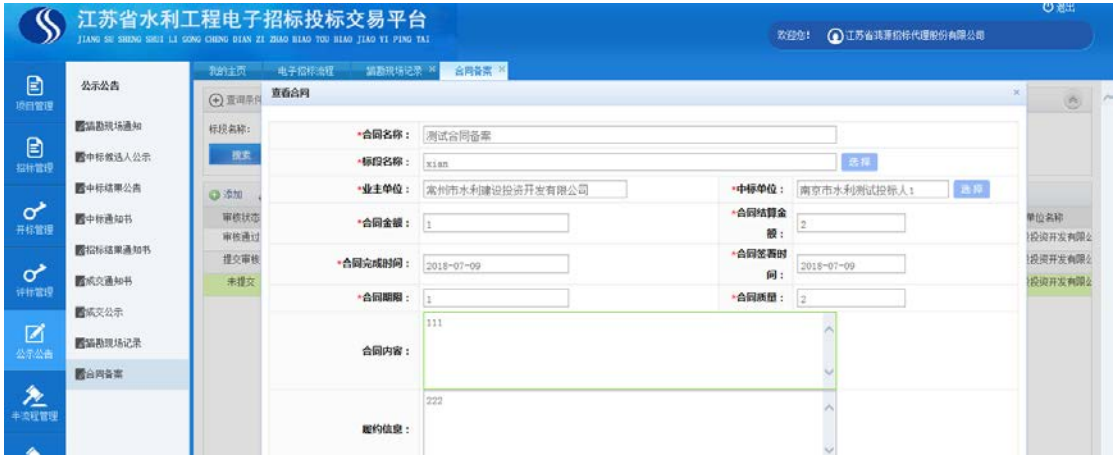 江苏省水利工程电子招标投标交易平台
JIANG SU SHENG SHUI LI GONG CHENG DIAN ZI ZHAO BIAO TOU BIAO JIAO YI PING TAI
退出
欢迎您! 江苏省鸿源招标代理股份有限公司
项目管理
招标管理
开标管理
评标管理
公示公告
半流程管理
公示公告
踏勘现场通知
中标候选人公示
中标结果公告
中标通知书
招标结果通知书
成交通知书
成交公示
踏勘现场记录
合同备案
我的主页 电子招标流程 踏勘现场记录 × 合同备案 ×
查询条件
标段名称:
搜索
添加
审核状态
审核通过
提交审核
未提交
单位名称
投资开发有限公
投资开发有限公
投资开发有限公
查看合同 ×
*合同名称: 测试合同备案
*标段名称: xian 选择
*业主单位: 常州市水利建设投资开发有限公司 *中标单位: 南京市水利测试投标人1 选择
*合同金额: 1 *合同结算金额: 2
*合同完成时间: 2018-07-09 *合同签署时间: 2018-07-09
*合同期限: 1 *合同质量: 2
合同内容: 111
履约信息: 222